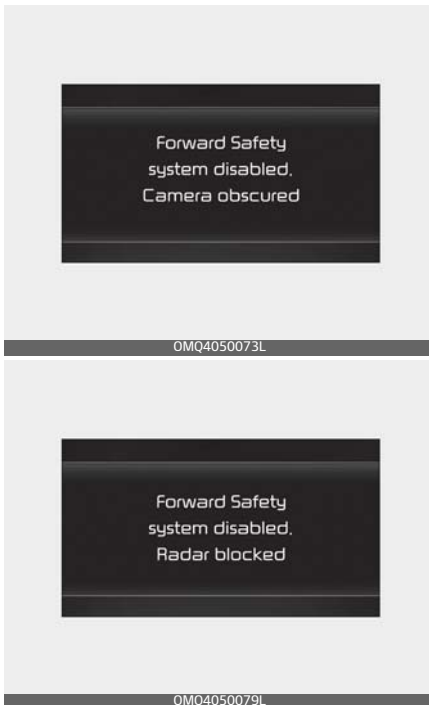 Forward Safety
system disabled.
Camera obscured
OMQ4050073L
Forward Safety
system disabled.
Radar blocked
OMQ4050079L